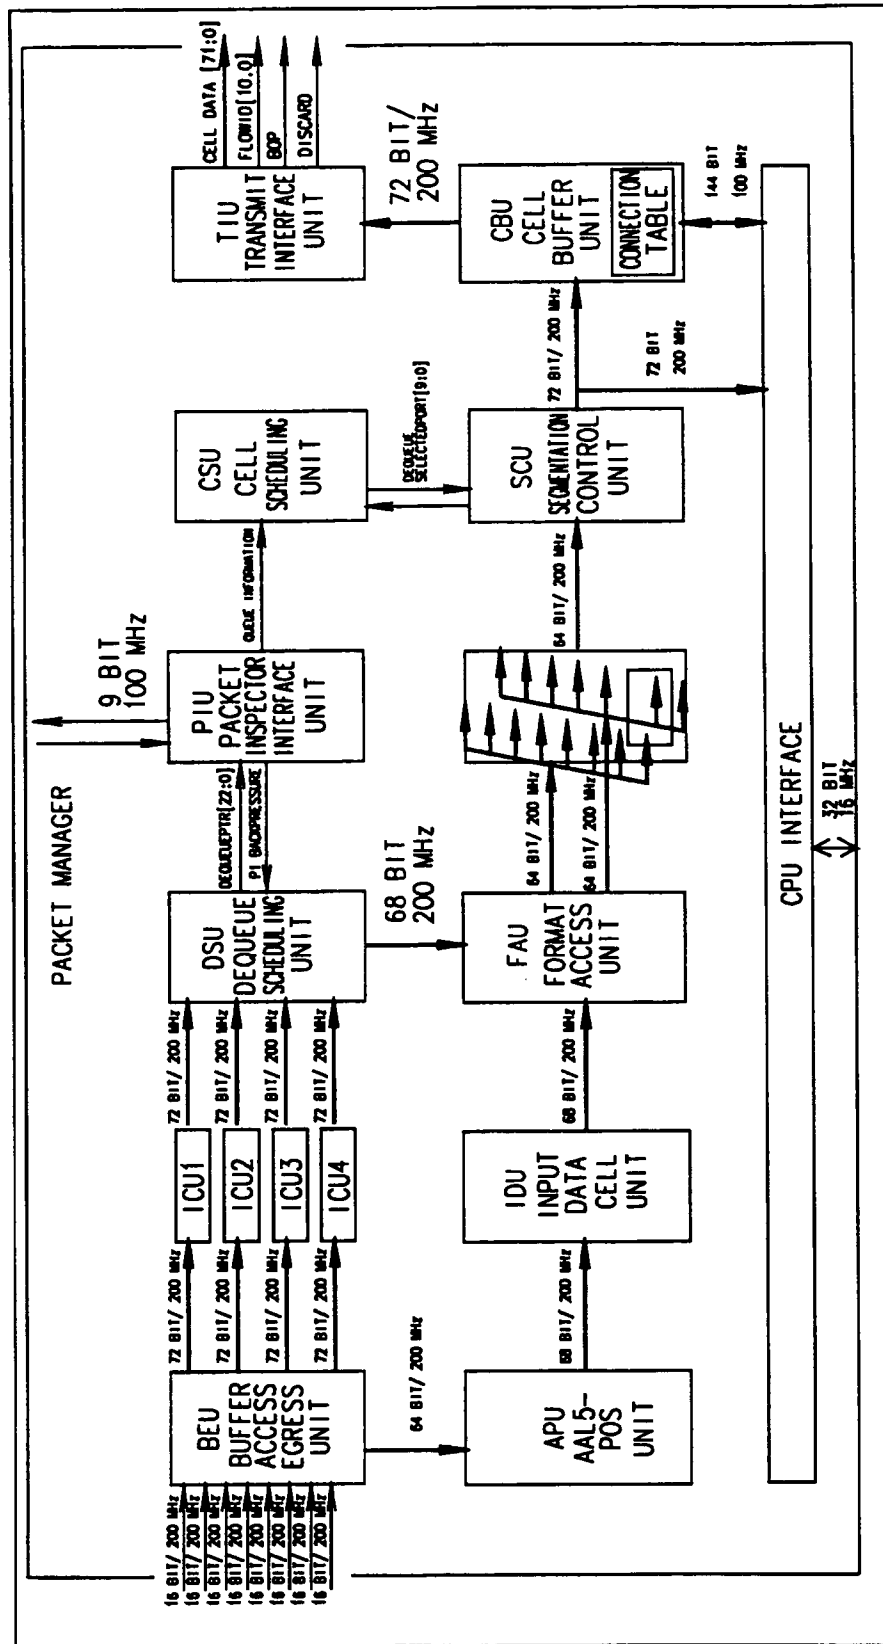 PACKET MANAGER
16 BIT/ 200 MHz
16 BIT/ 200 MHz
16 BIT/ 200 MHz
16 BIT/ 200 MHz
16 BIT/ 200 MHz
16 BIT/ 200 MHz
16 BIT/ 200 MHz
16 BIT/ 200 MHz
BEU
BUFFER
ACCESS
EGRESS
UNIT
72 BIT/ 200 MHz
72 BIT/ 200 MHz
72 BIT/ 200 MHz
72 BIT/ 200 MHz
ICU1
ICU2
ICU3
ICU4
72 BIT/ 200 MHz
72 BIT/ 200 MHz
72 BIT/ 200 MHz
72 BIT/ 200 MHz
DSU
DEQUEUE
SCHEDULING
UNIT
DEQUEUEPTR[22:0]
PI BACKPRESSURE
9 BIT
100 MHz
PIU
PACKET
INSPECTOR
INTERFACE
UNIT
QUEUE INFORMATION
CSU
CELL
SCHEDULING
UNIT
TIU
TRANSMIT
INTERFACE
UNIT
CELL DATA [71:0]
FLOWID[10.0]
BOP
DISCARD
64 BIT/ 200 MHz
68 BIT
200 MHz
DEQUEUE
SELECTEDPORT[9:0]
72 BIT/
200 MHz
APU
AAL5-
POS
UNIT
68 BIT/ 200 MHz
IDU
INPUT
DATA
CELL
UNIT
68 BIT/ 200 MHz
FAU
FORMAT
ACCESS
UNIT
64 BIT/ 200 MHz
64 BIT/ 200 MHz
64 BIT/ 200 MHz
SCU
SEGMENTATION
CONTROL
UNIT
72 BIT/ 200 MHz
72 BIT
200 MHz
CBU
CELL
BUFFER
UNIT
CONNECTION
TABLE
144 BIT
100 MHz
CPU INTERFACE
32 BIT
16 MHz